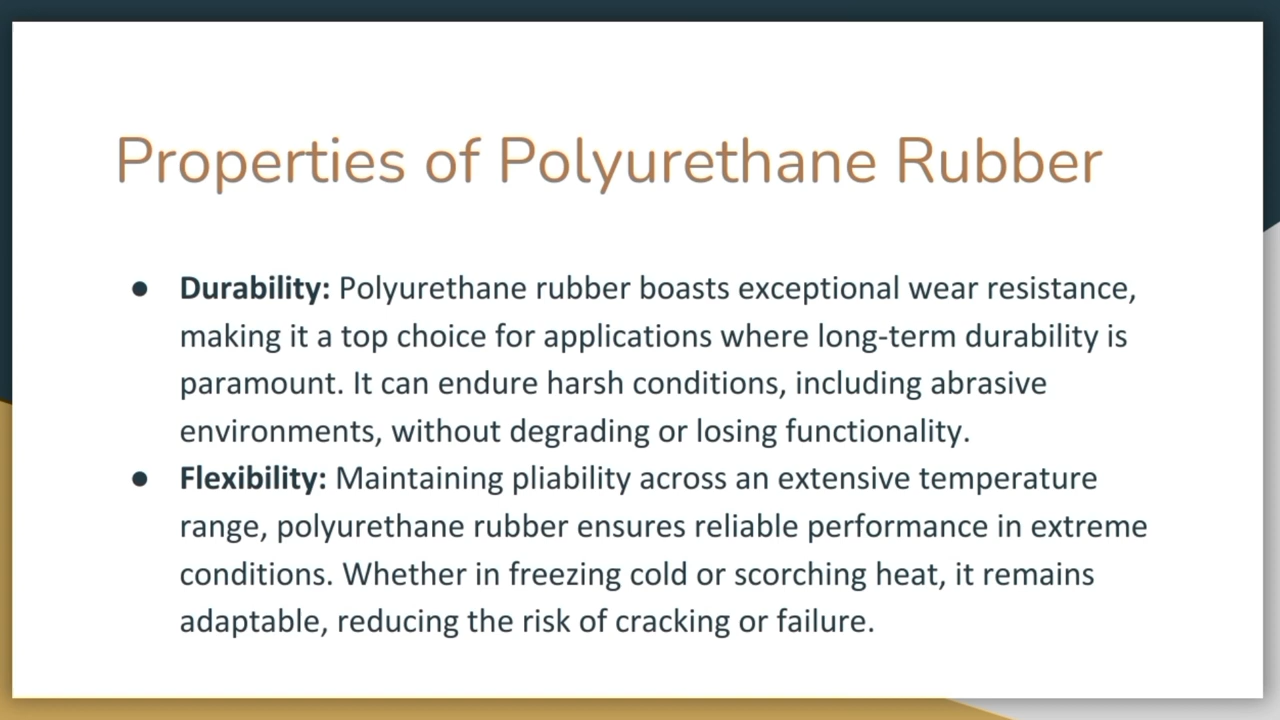 Properties of Polyurethane Rubber
● Durability: Polyurethane rubber boasts exceptional wear resistance,
making it a top choice for applications where long-term durability is
paramount. It can endure harsh conditions, including abrasive
environments, without degrading or losing functionality.
● Flexibility: Maintaining pliability across an extensive temperature
range, polyurethane rubber ensures reliable performance in extreme
conditions. Whether in freezing cold or scorching heat, it remains
adaptable, reducing the risk of cracking or failure.